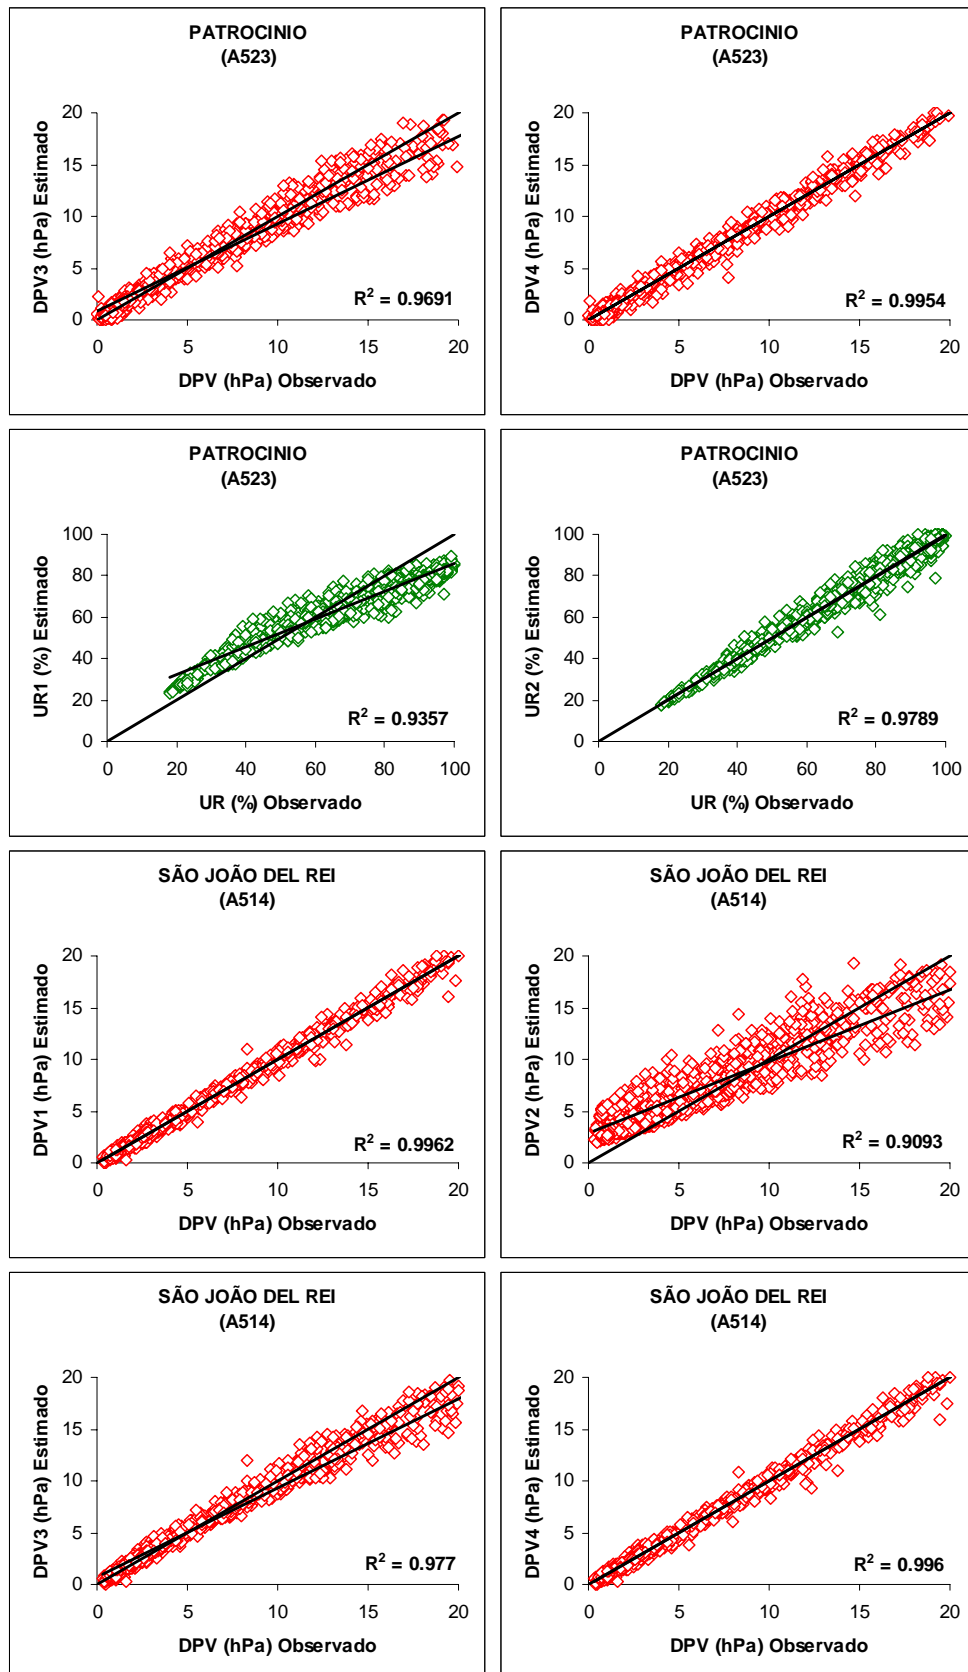 PATROCINIO
(A523)
DPV3 (hPa) Estimado
20
15
10
5
0
R² = 0.9691
0 5 10 15 20
DPV (hPa) Observado
PATROCINIO
(A523)
DPV4 (hPa) Estimado
20
15
10
5
0
R² = 0.9954
0 5 10 15 20
DPV (hPa) Observado
PATROCINIO
(A523)
UR1 (%) Estimado
100
80
60
40
20
0
R² = 0.9357
0 20 40 60 80 100
UR (%) Observado
PATROCINIO
(A523)
UR2 (%) Estimado
100
80
60
40
20
0
R² = 0.9789
0 20 40 60 80 100
UR (%) Observado
SÃO JOÃO DEL REI
(A514)
DPV1 (hPa) Estimado
20
15
10
5
0
R² = 0.9962
0 5 10 15 20
DPV (hPa) Observado
SÃO JOÃO DEL REI
(A514)
DPV2 (hPa) Estimado
20
15
10
5
0
R² = 0.9093
0 5 10 15 20
DPV (hPa) Observado
SÃO JOÃO DEL REI
(A514)
DPV3 (hPa) Estimado
20
15
10
5
0
R² = 0.977
0 5 10 15 20
DPV (hPa) Observado
SÃO JOÃO DEL REI
(A514)
DPV4 (hPa) Estimado
20
15
10
5
0
R² = 0.996
0 5 10 15 20
DPV (hPa) Observado